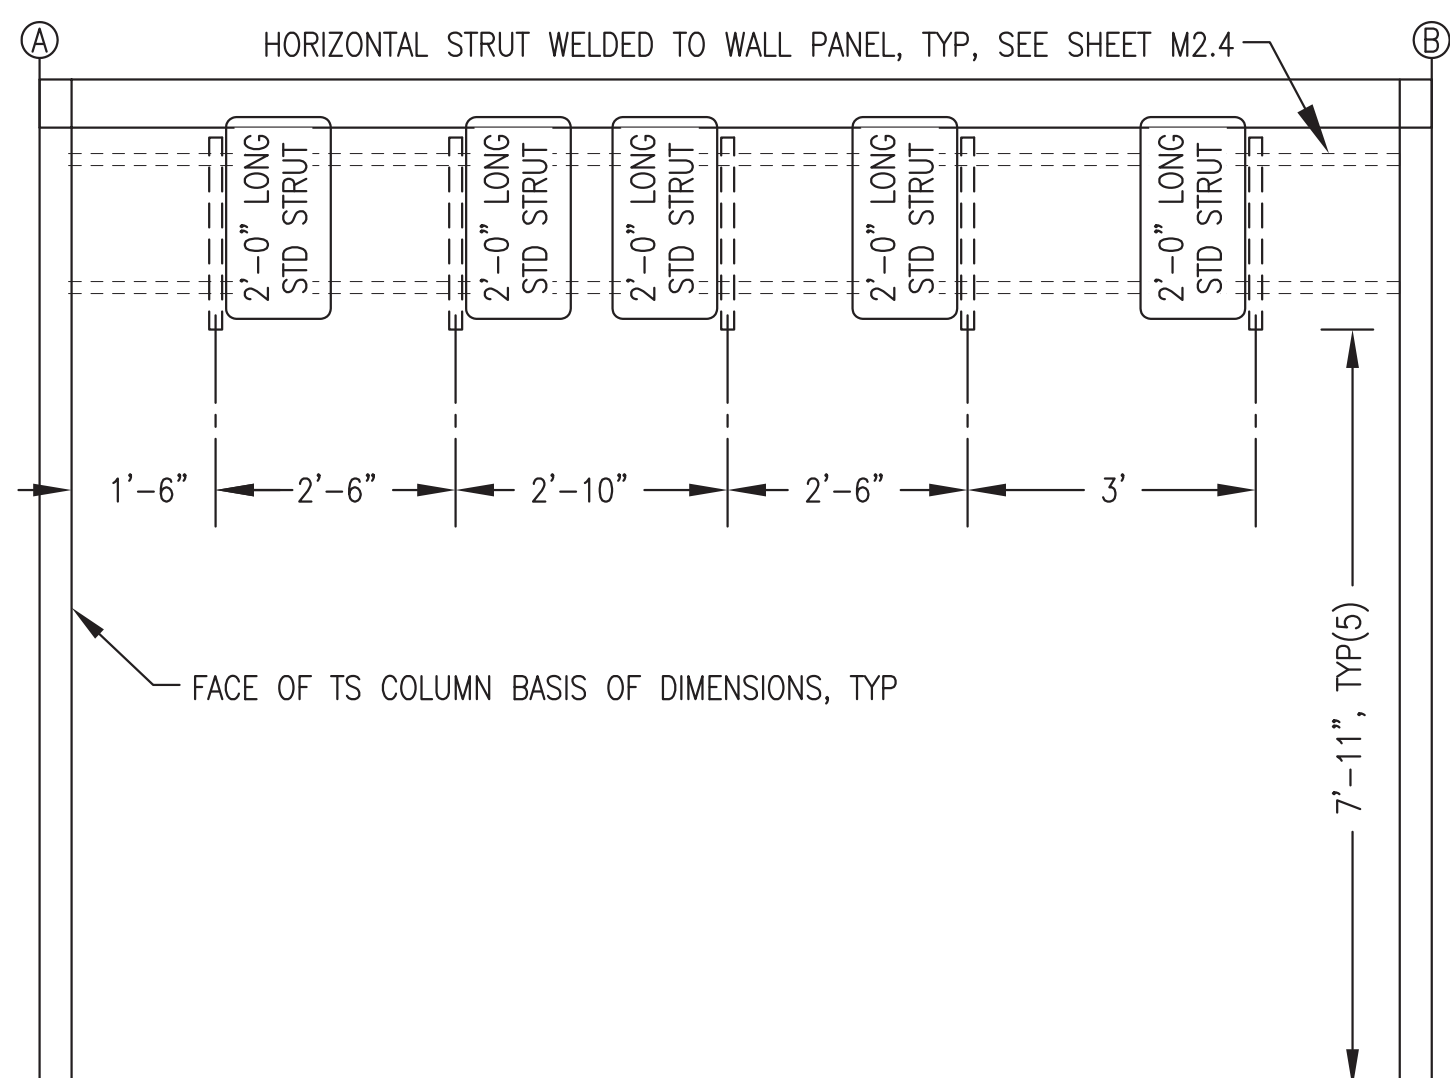 A
HORIZONTAL STRUT WELDED TO WALL PANEL, TYP, SEE SHEET M2.4
B
2'-0" LONG
STD STRUT
2'-0" LONG
STD STRUT
2'-0" LONG
STD STRUT
2'-0" LONG
STD STRUT
2'-0" LONG
STD STRUT
1'-6"
2'-6"
2'-10"
2'-6"
3'
7'-11", TYP(5)
FACE OF TS COLUMN BASIS OF DIMENSIONS, TYP